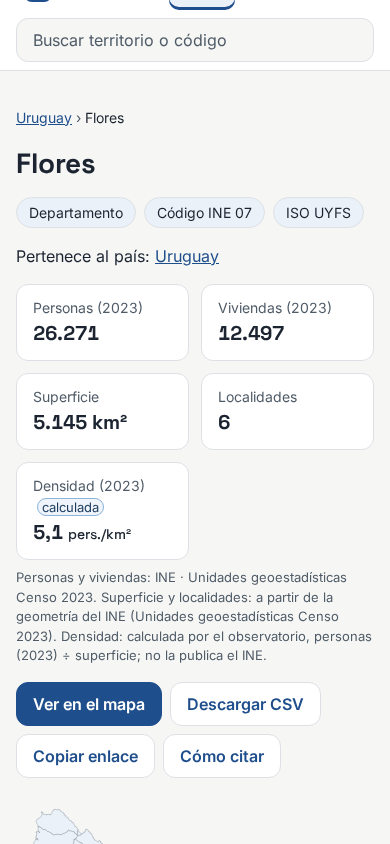 Buscar territorio o código
Uruguay › Flores
Flores
Departamento
Código INE 07
ISO UYFS
Pertenece al país: Uruguay
Personas (2023)
26.271
Viviendas (2023)
12.497
Superficie
5.145 km²
Localidades
6
Densidad (2023)
calculada
5,1 pers./km²
Personas y viviendas: INE · Unidades geoestadísticas
Censo 2023. Superficie y localidades: a partir de la
geometría del INE (Unidades geoestadísticas Censo
2023). Densidad: calculada por el observatorio, personas
(2023) ÷ superficie; no la publica el INE.
Ver en el mapa
Descargar CSV
Copiar enlace
Cómo citar